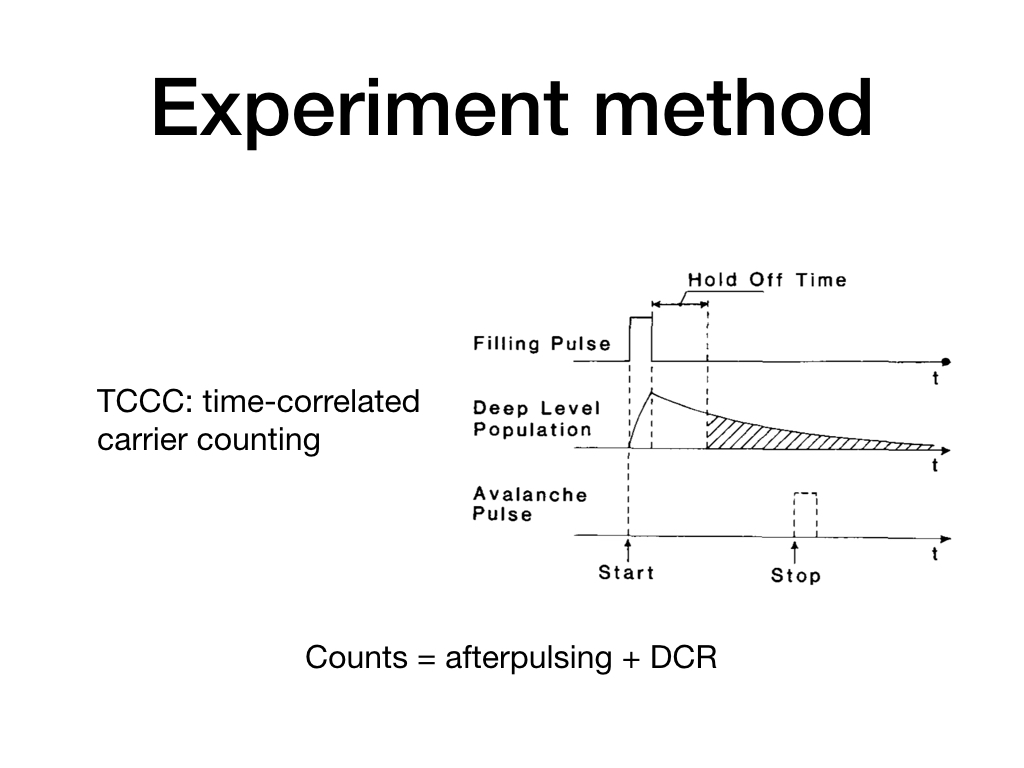 Experiment method
Hold Off Time
Filling Pulse
t
TCCC: time-correlated
carrier counting
Deep Level
Population
t
Avalanche
Pulse
t
Start
Stop
Counts = afterpulsing + DCR